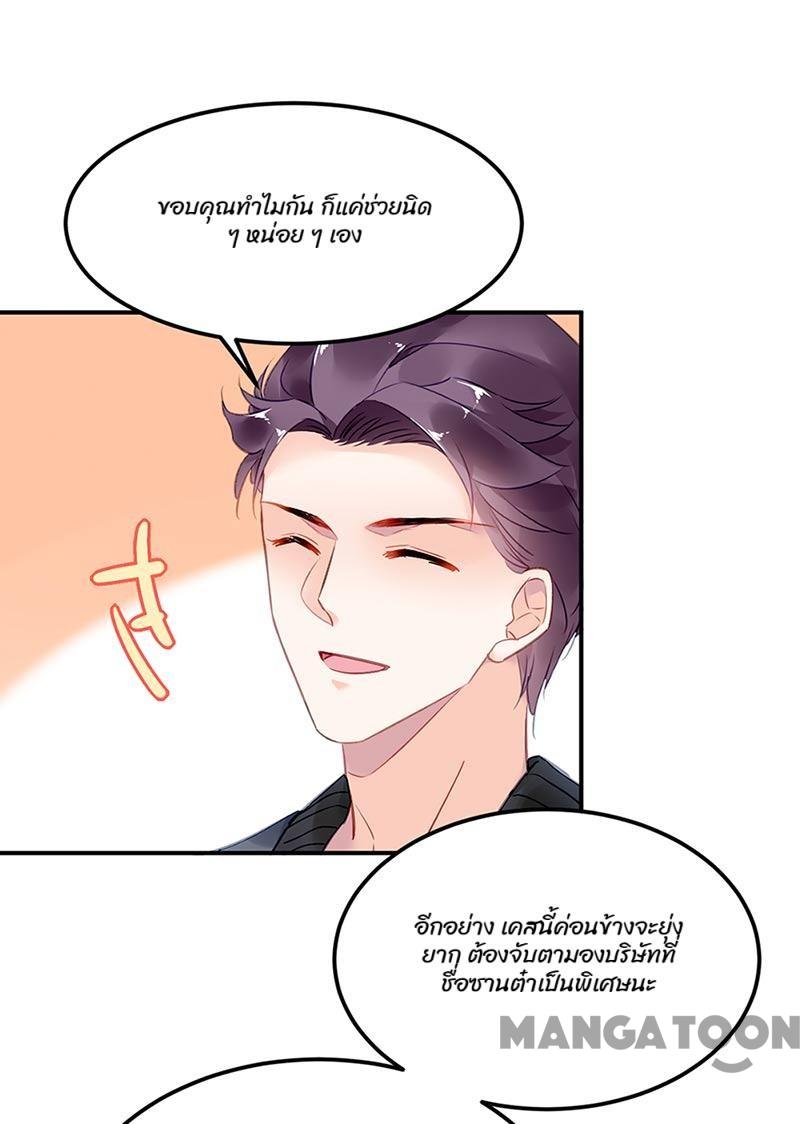 ขอบคุณทำไมกัน ก็แค่ช่วยนิด
ๆ หน่อย ๆ เอง
อีกอย่าง เคสนี้ค่อนข้างจะยุ่ง
ยาก ต้องจับตามองบริษัทที่
ชื่อซานต๋าเป็นพิเศษนะ
MANGATOON